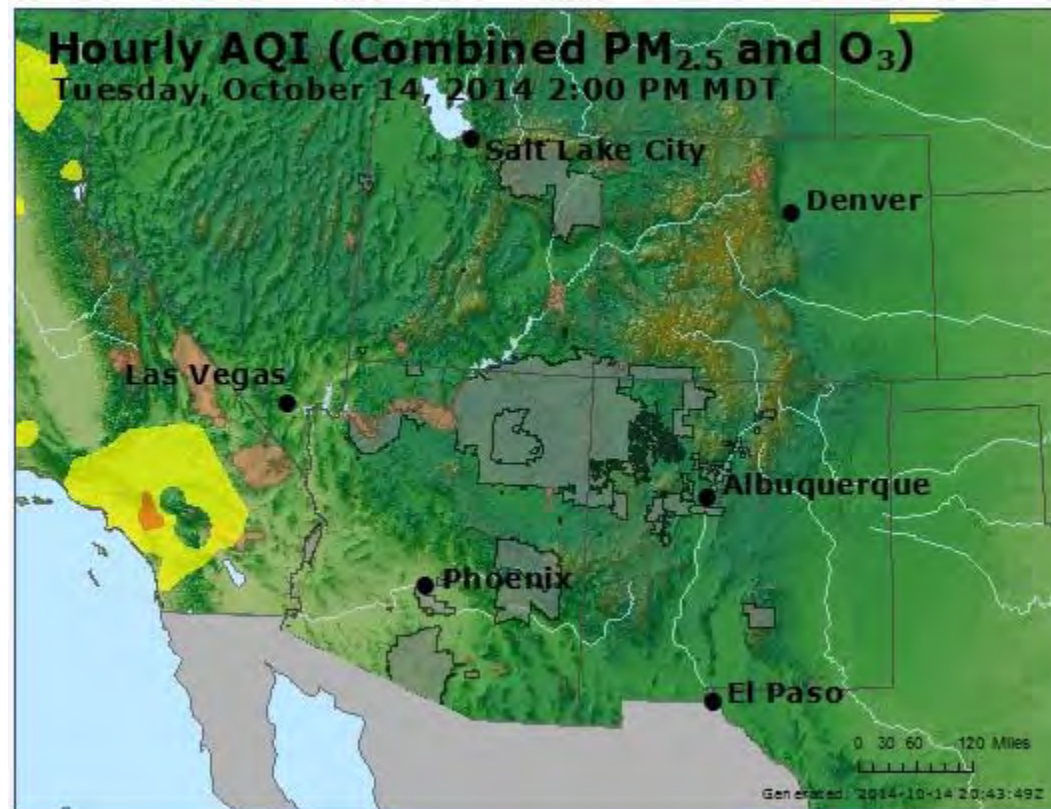 Hourly AQI (Combined PM2.5 and O3)
Tuesday, October 14, 2014 2:00 PM MDT
Salt Lake City
Denver
Las Vegas
Albuquerque
Phoenix
El Paso
0 30 60 120 Miles
Generated: 2014-10-14 20:43:49Z